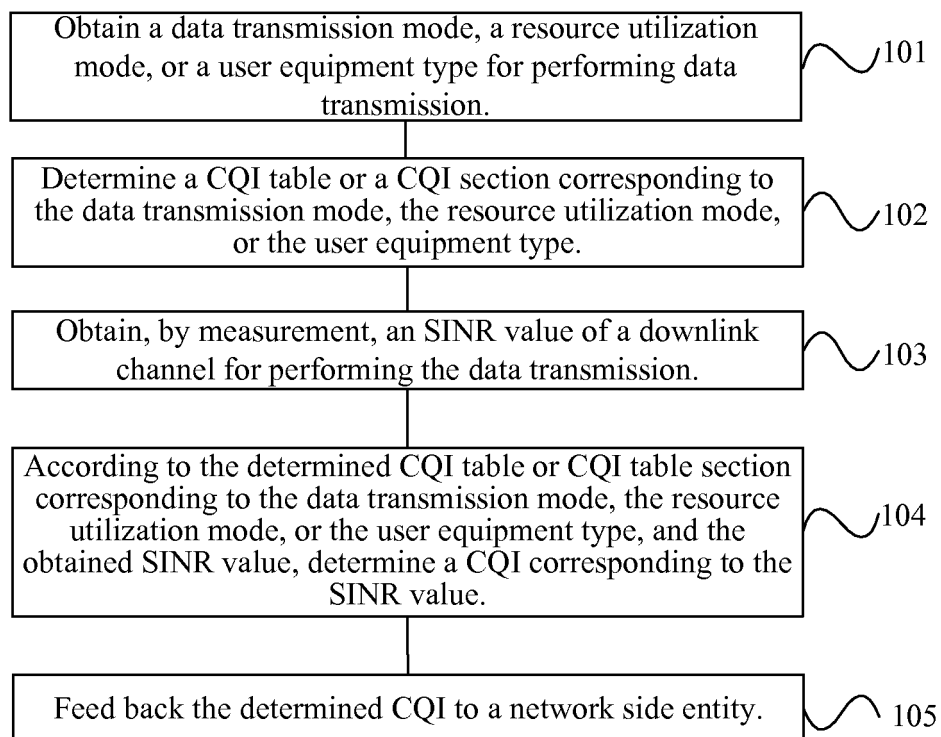 Obtain a data transmission mode, a resource utilization
mode, or a user equipment type for performing data
transmission.
101
Determine a CQI table or a CQI section corresponding to
the data transmission mode, the resource utilization mode,
or the user equipment type.
102
Obtain, by measurement, an SINR value of a downlink
channel for performing the data transmission.
103
According to the determined CQI table or CQI table section
corresponding to the data transmission mode, the resource
utilization mode, or the user equipment type, and the
obtained SINR value, determine a CQI corresponding to the
SINR value.
104
Feed back the determined CQI to a network side entity.
105